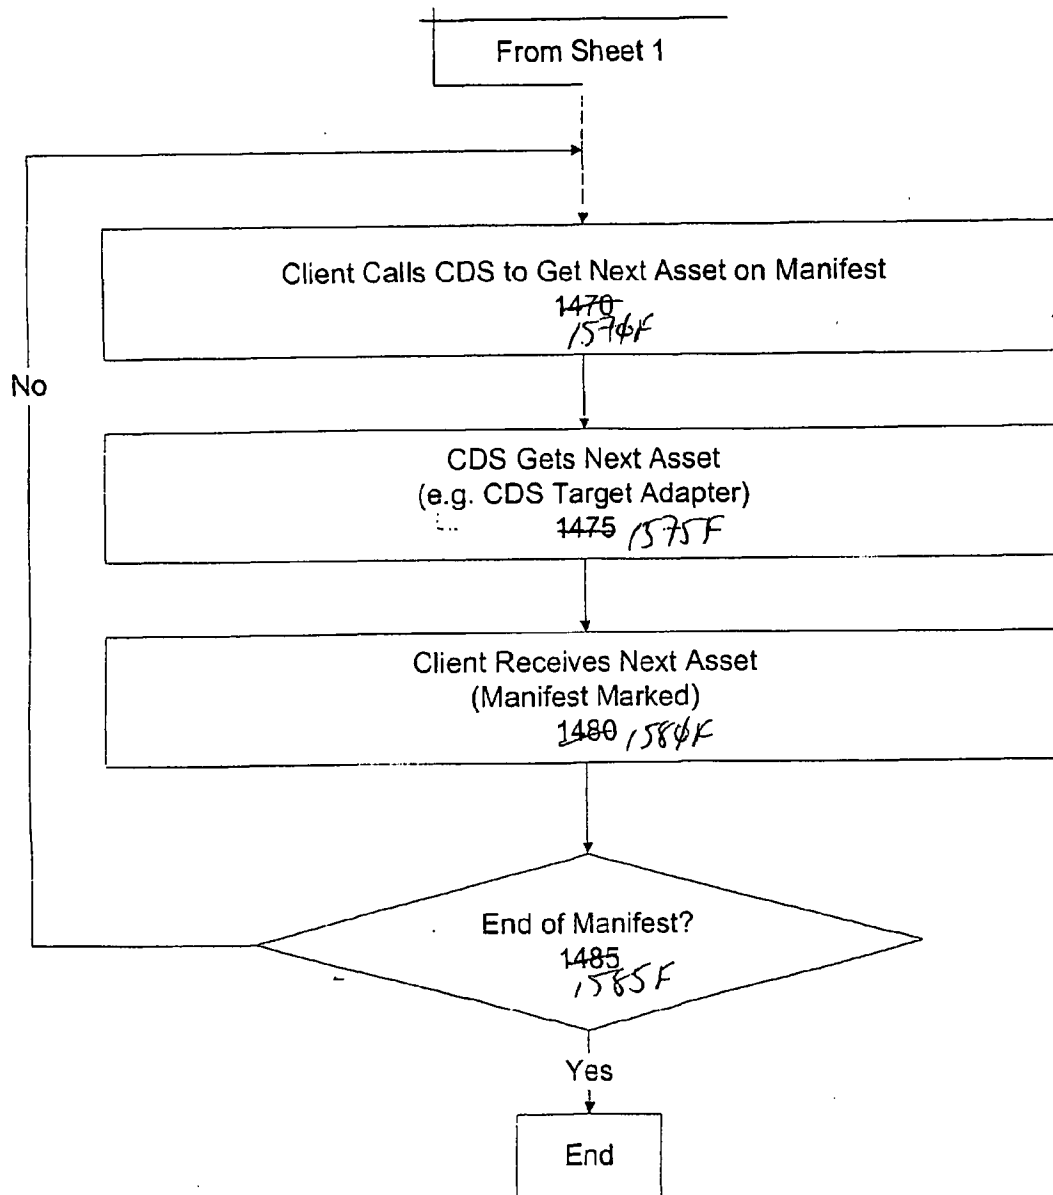 From Sheet 1
Client Calls CDS to Get Next Asset on Manifest
1470
1570F
No
CDS Gets Next Asset
(e.g. CDS Target Adapter)
1475 1575F
Client Receives Next Asset
(Manifest Marked)
1480 1580F
End of Manifest?
1485
1585F
Yes
End